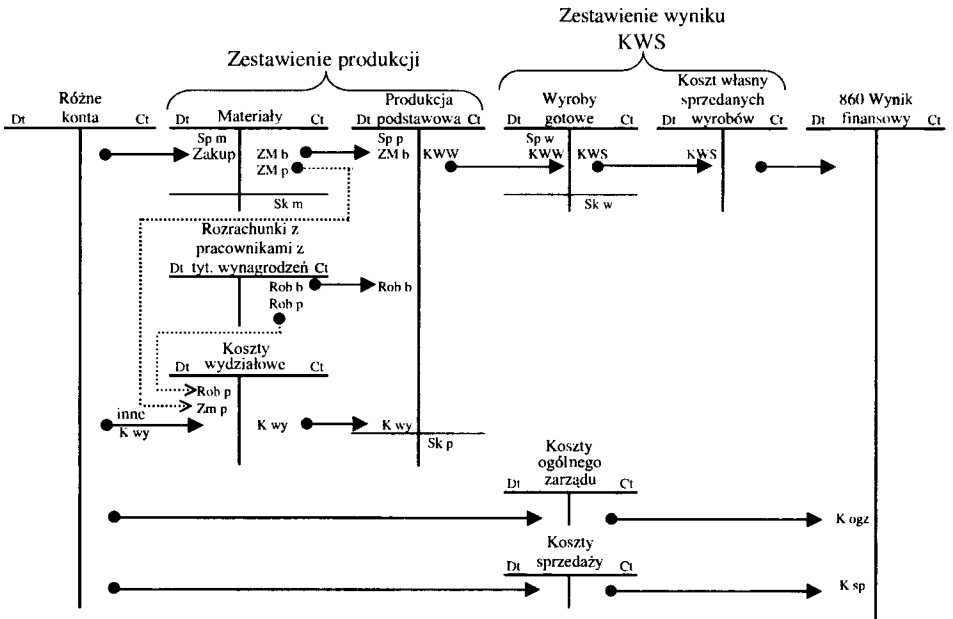 Zestawienie wyniku
KWS
Zestawienie produkcji
Różne
konta
Dt Ct
Materiały
Dt Ct
Produkcja
podstawowa
Dt Ct
Wyroby
gotowe
Dt Ct
Koszt własny
sprzedanych
wyrobów
Dt Ct
860 Wynik
finansowy
Dt Ct
Sp m
Zakup
ZM b
ZM p
Sk m
Sp p
ZM b
KWW
Sp w
KWW
KWS
Sk w
KWS
Rozrachunki z
pracownikami z
Dt tyt. wynagrodzeń Ct
Rob b
Rob p
Rob b
Koszty
wydziałowe
Dt Ct
Rob p
Zm p
inne
K wy
K wy
K wy
Sk p
Koszty
ogólnego
zarządu
Dt Ct
K ogz
Koszty
sprzedaży
Dt Ct
K sp